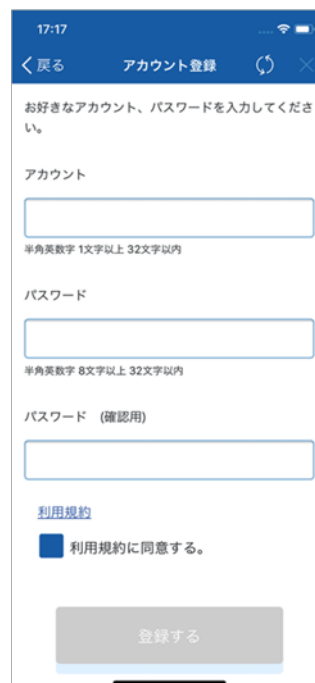 17:17
戻る アカウント登録
お好きなアカウント、パスワードを入力してくださ
い。
アカウント
半角英数字 1文字以上 32文字以内
パスワード
半角英数字 8文字以上 32文字以内
パスワード (確認用)
利用規約
利用規約に同意する。
登録する